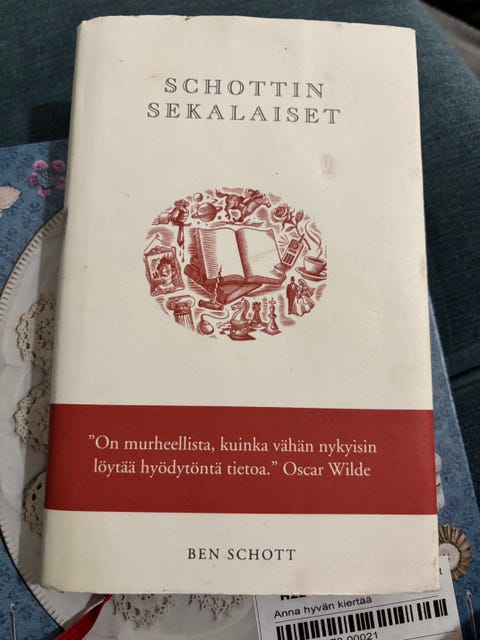 SCHOTTIN
SEKALAISET
”On murheellista, kuinka vähän nykyisin
löytää hyödytöntä tietoa.” Oscar Wilde
BEN SCHOTT
Anna hyvän kiertää